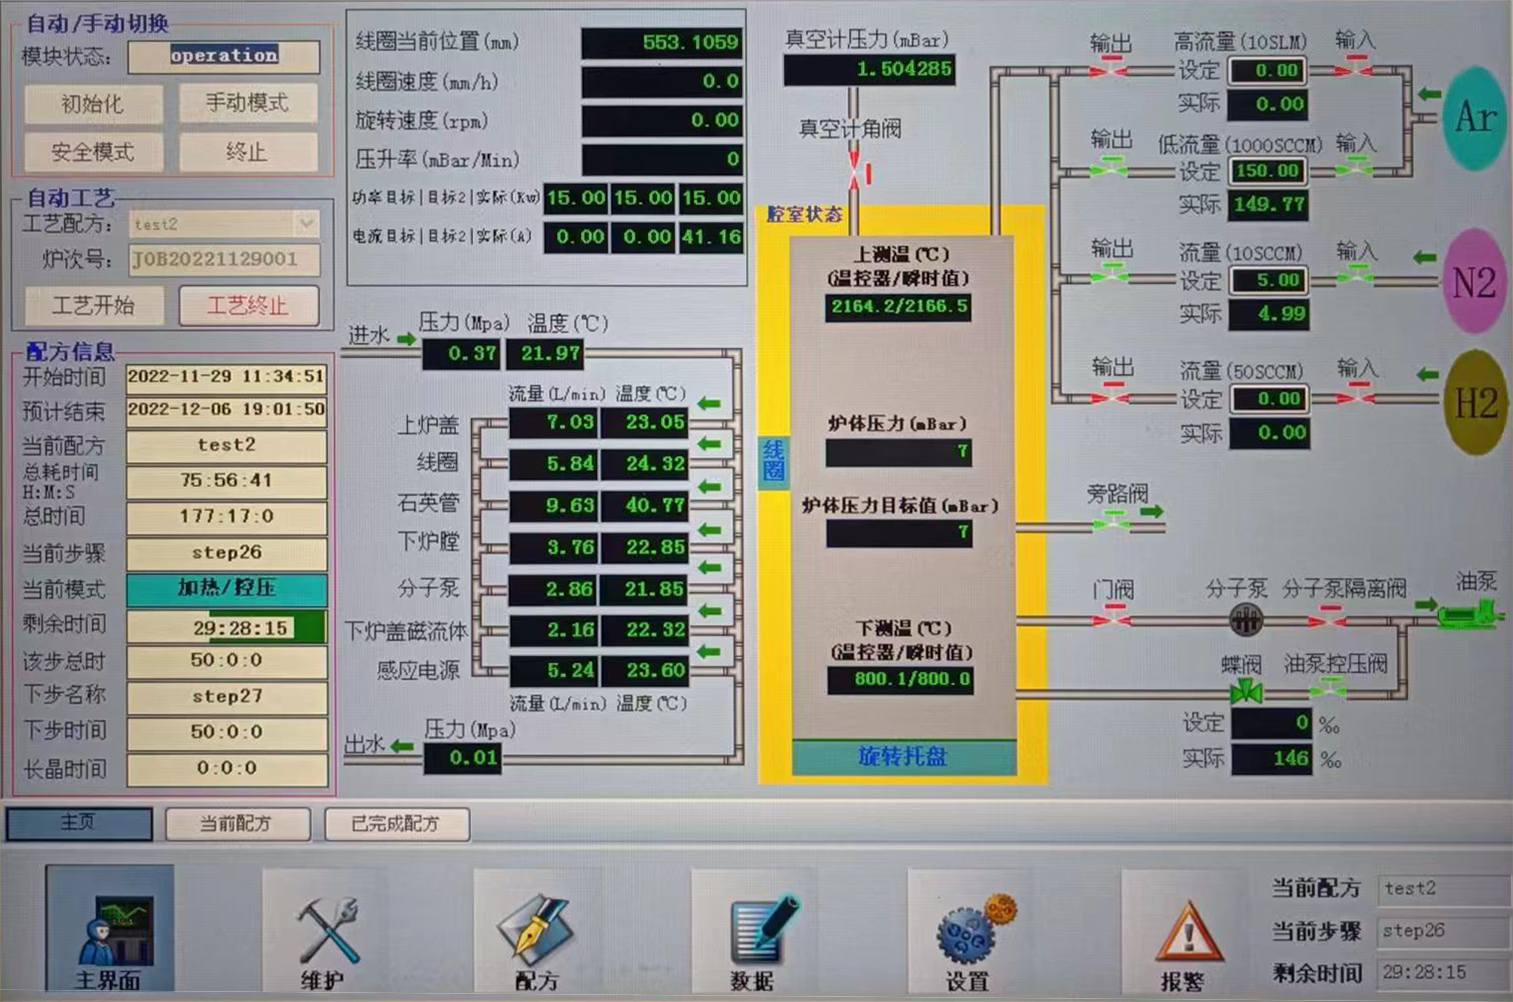 自动/手动切换
模块状态: operation
初始化 手动模式
安全模式 终止
自动工艺
工艺配方: test2
炉次号: JOB20221129001
工艺开始 工艺终止
配方信息
开始时间 2022-11-29 11:34:51
预计结束 2022-12-06 19:01:50
当前配方 test2
总耗时间 H:M:S 75:56:41
总时间 177:17:0
当前步骤 step26
当前模式 加热/控压
剩余时间 29:28:15
该步总时 50:0:0
下步名称 step27
下步时间 50:0:0
长晶时间 0:0:0
线圈当前位置(mm) 553.1059
线圈速度(mm/h) 0.0
旋转速度(rpm) 0.00
压升率(mBar/Min) 0
功率目标|目标2|实际(Kw) 15.00 15.00 15.00
电流目标|目标2|实际(A) 0.00 0.00 41.16
压力(Mpa) 温度(℃)
进水 0.37 21.97
流量(L/min) 温度(℃)
上炉盖 7.03 23.05
线圈 5.84 24.32
石英管 9.63 40.77
下炉膛 3.76 22.85
分子泵 2.86 21.85
下炉盖磁流体 2.16 22.32
感应电源 5.24 23.60
流量(L/min) 温度(℃)
压力(Mpa)
出水 0.01
真空计压力(mBar)
1.504285
真空计角阀
腔室状态
上测温(℃)
(温控器/瞬时值)
2164.2/2166.5
线圈
炉体压力(mBar)
7
炉体压力目标值(mBar)
7
下测温(℃)
(温控器/瞬时值)
800.1/800.0
旋转托盘
输出 高流量(10SLM) 输入
设定 0.00
实际 0.00
Ar
输出 低流量(1000SCCM) 输入
设定 150.00
实际 149.77
输出 流量(10SCCM) 输入
设定 5.00
实际 4.99
N2
输出 流量(50SCCM) 输入
设定 0.00
实际 0.00
H2
旁路阀
门阀 分子泵 分子泵隔离阀 油泵
蝶阀 油泵控压阀
设定 0 ‰
实际 146 ‰
主页 当前配方 已完成配方
主界面 维护 配方 数据 设置 报警
当前配方 test2
当前步骤 step26
剩余时间 29:28:15